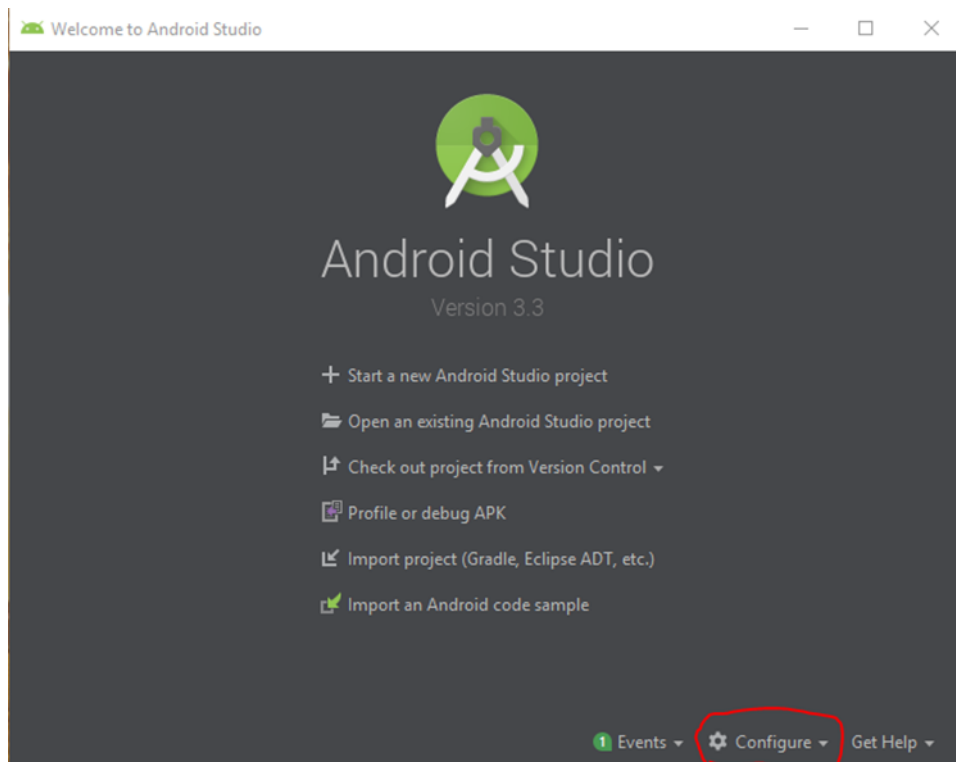 Welcome to Android Studio
Android Studio
Version 3.3
Start a new Android Studio project
Open an existing Android Studio project
Check out project from Version Control
Profile or debug APK
Import project (Gradle, Eclipse ADT, etc.)
Import an Android code sample
1 Events Configure Get Help